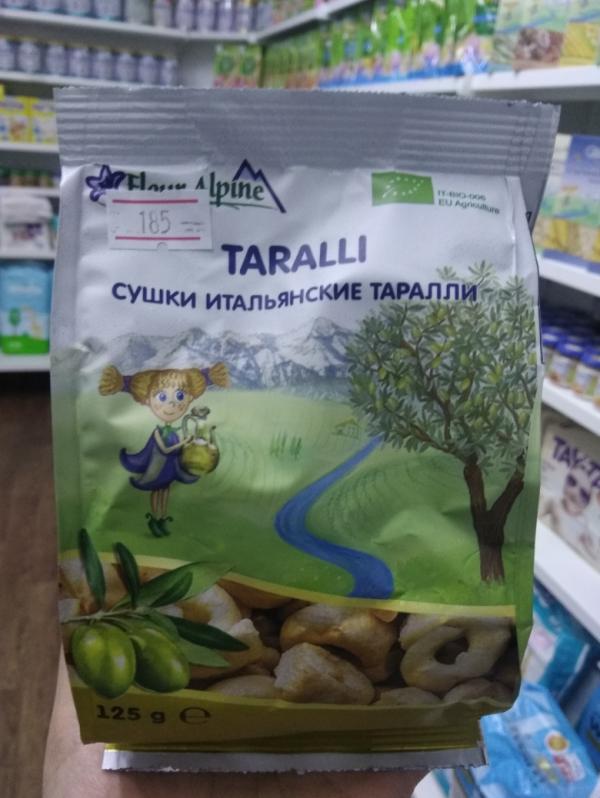 Fleur Alpine
185
IT-BIO-006
EU Agriculture
TARALLI
СУШКИ ИТАЛЬЯНСКИЕ ТАРАЛЛИ
125 g ℮